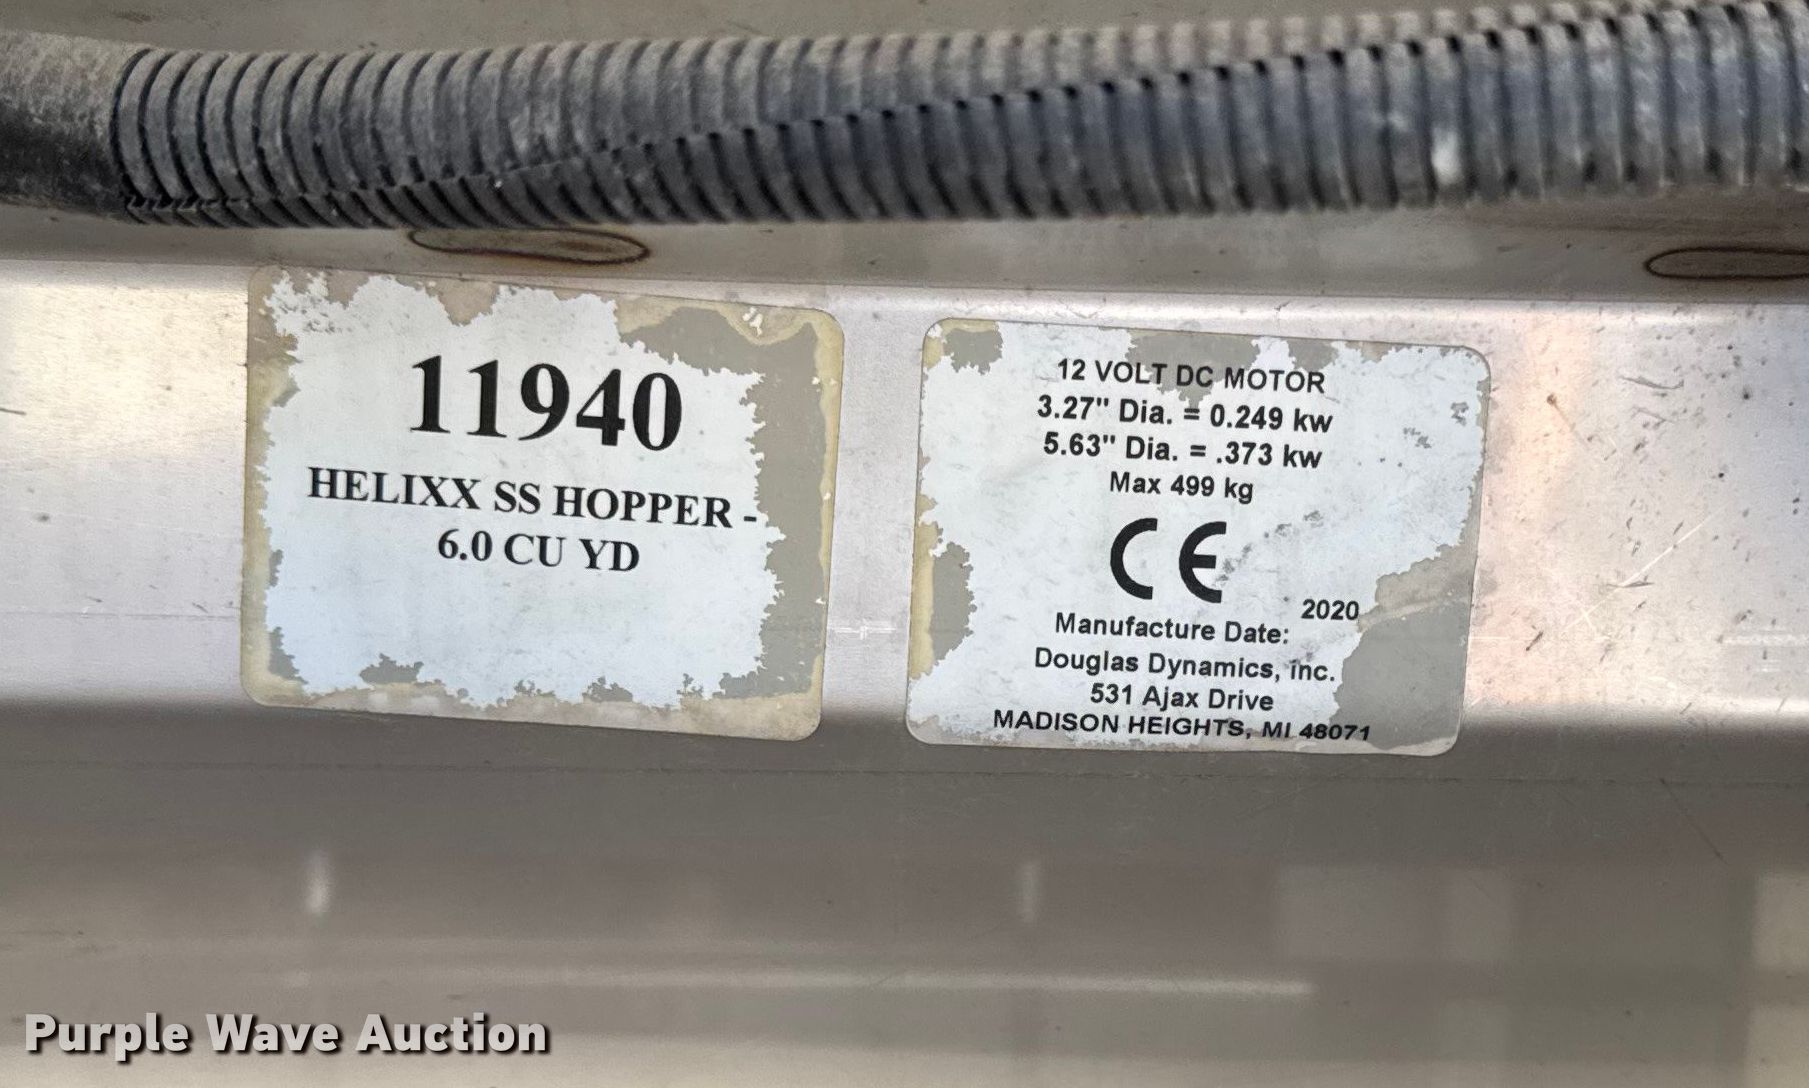 11940
HELIXX SS HOPPER -
6.0 CU YD
12 VOLT DC MOTOR
3.27" Dia. = 0.249 kw
5.63" Dia. = .373 kw
Max 499 kg
CE
2020
Manufacture Date:
Douglas Dynamics, inc.
531 Ajax Drive
MADISON HEIGHTS, MI 48071
Purple Wave Auction